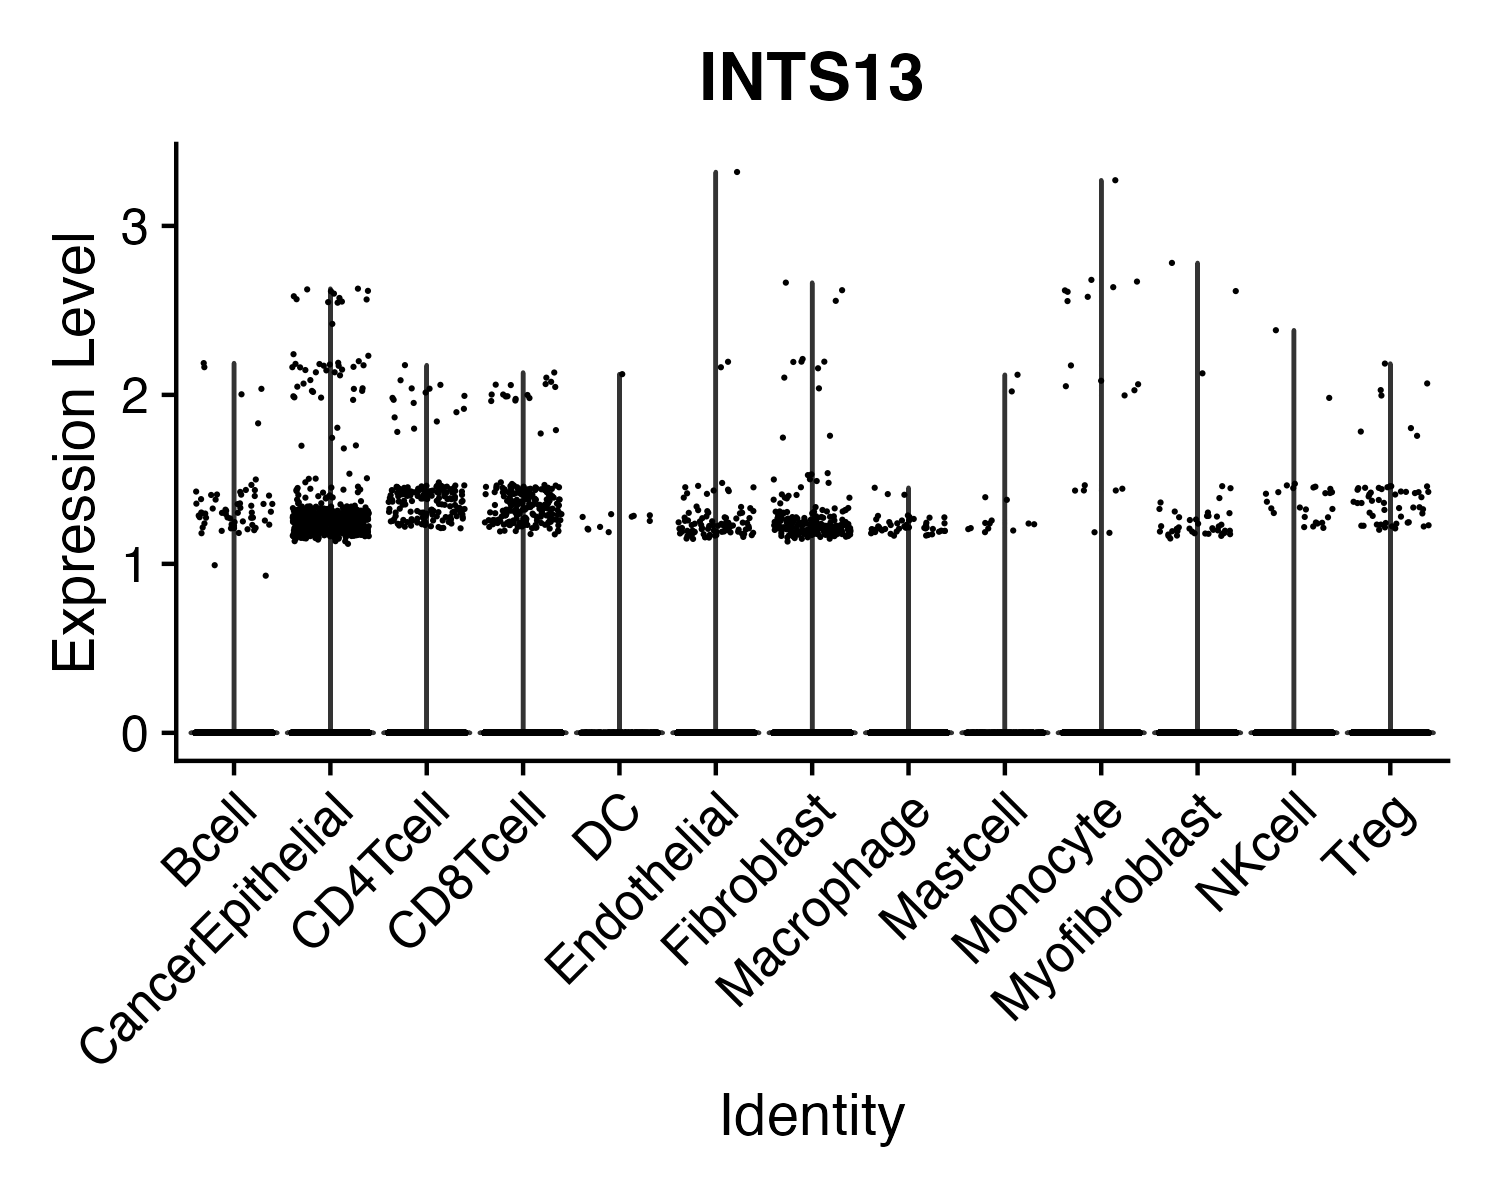 INTS13
Expression Level
3
2
1
0
Bcell
CancerEpithelial
CD4Tcell
CD8Tcell
DC
Endothelial
Fibroblast
Macrophage
Mastcell
Monocyte
Myofibroblast
NKcell
Treg
Identity